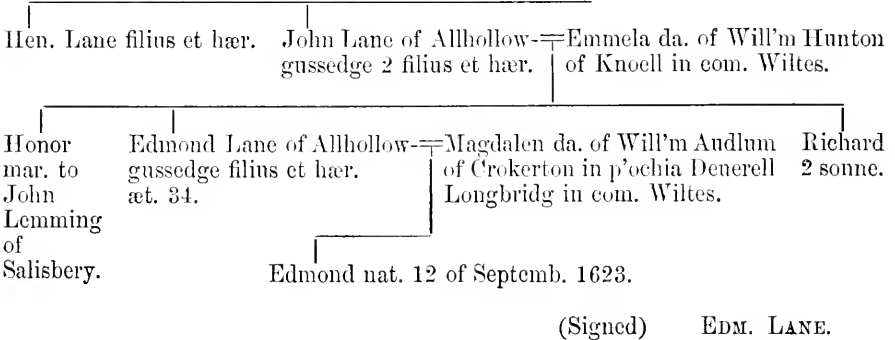 Hen. Lane filius et hær.
John Lane of Allhollow-
gussedge 2 filius et hær.
Emmela da. of Will'm Hunton
of Knoell in com. Wiltes.
Honor
mar. to
John
Lemming
of
Salisbery.
Edmond Lane of Allhollow-
gussedge filius et hær.
æt. 34.
Magdalen da. of Will'm Audlum
of Crokerton in p'ochia Deuerell
Longbridg in com. Wiltes.
Richard
2 sonne.
Edmond nat. 12 of Septemb. 1623.
(Signed) EDM. LANE.